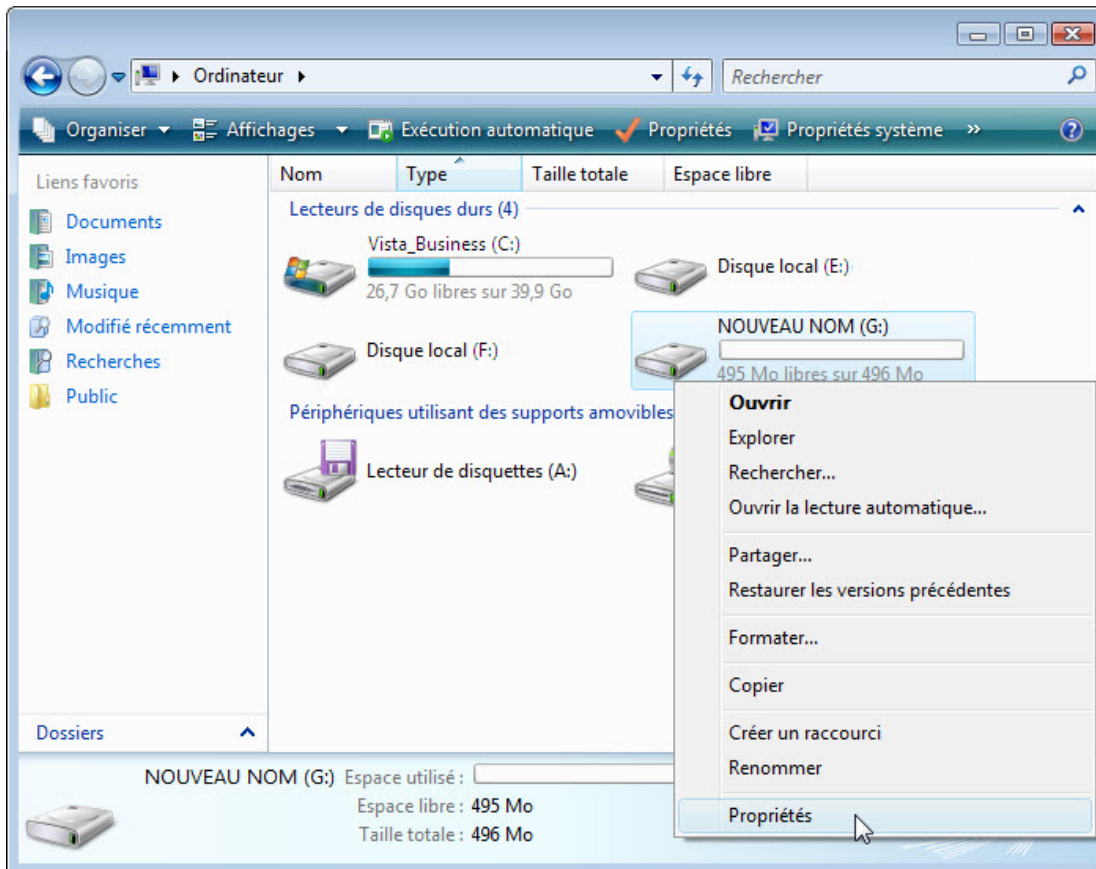 Ordinateur
Rechercher
Organiser Affichages Exécution automatique Propriétés Propriétés système »
Liens favoris
Documents
Images
Musique
Modifié récemment
Recherches
Public
Dossiers
Nom Type Taille totale Espace libre
Lecteurs de disques durs (4)
Vista_Business (C:)
26,7 Go libres sur 39,9 Go
Disque local (E:)
Disque local (F:)
NOUVEAU NOM (G:)
495 Mo libres sur 496 Mo
Périphériques utilisant des supports amovibles
Lecteur de disquettes (A:)
Ouvrir
Explorer
Rechercher...
Ouvrir la lecture automatique...
Partager...
Restaurer les versions précédentes
Formater...
Copier
Créer un raccourci
Renommer
Propriétés
NOUVEAU NOM (G:) Espace utilisé :
Espace libre : 495 Mo
Taille totale : 496 Mo